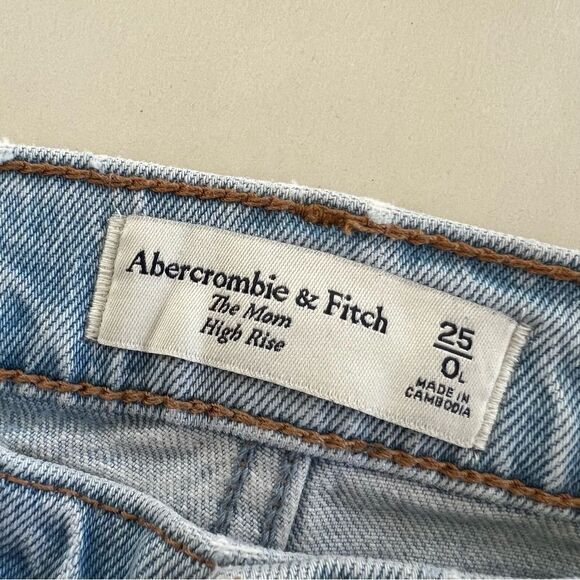 Abercrombie & Fitch
The Mom
High Rise
25
0L
MADE IN
CAMBODIA